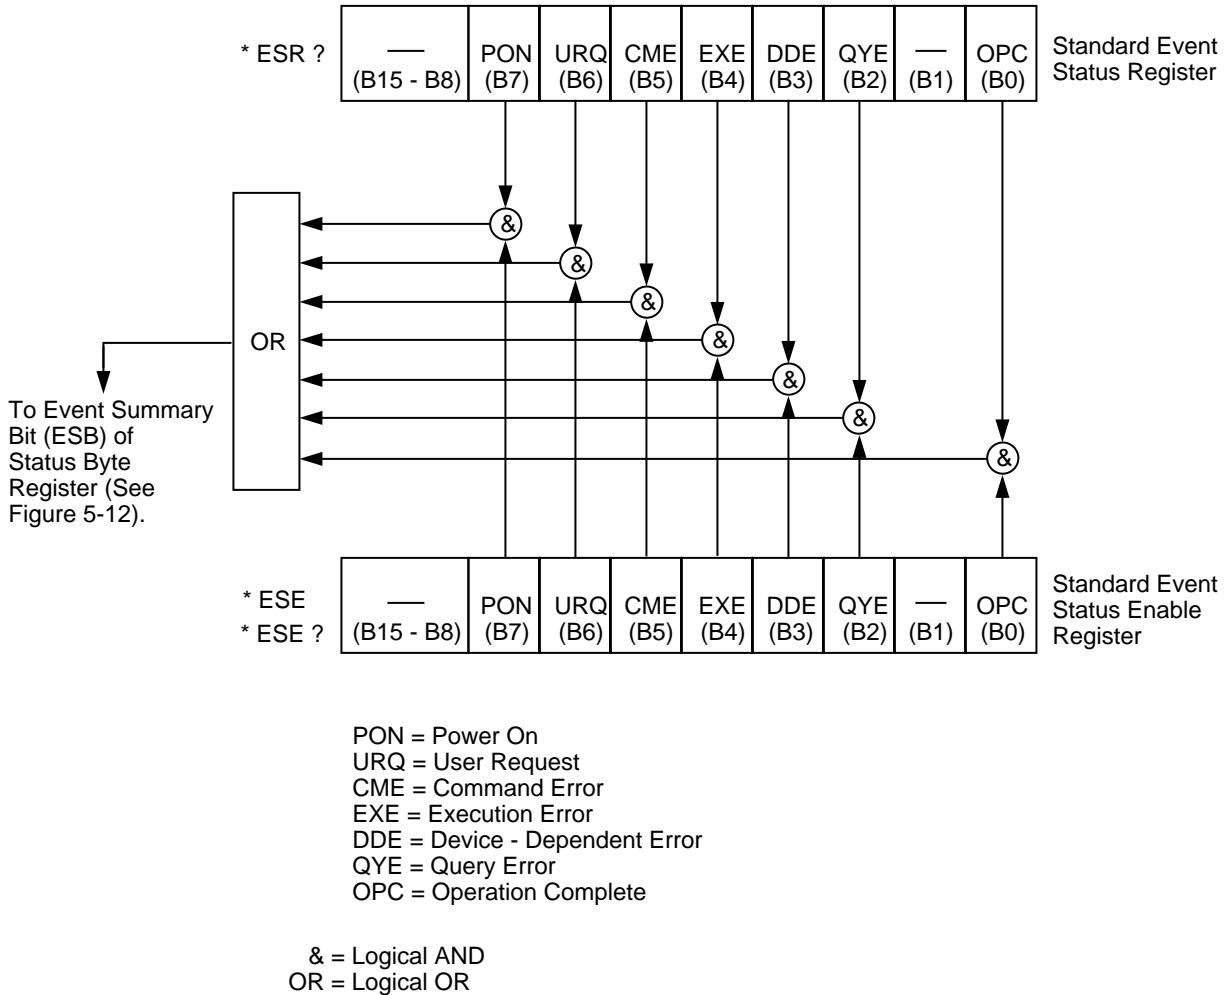 * ESR ?
—
(B15 - B8)
PON
(B7)
URQ
(B6)
CME
(B5)
EXE
(B4)
DDE
(B3)
QYE
(B2)
—
(B1)
OPC
(B0)
Standard Event
Status Register
&
&
&
&
&
&
&
OR
To Event Summary
Bit (ESB) of
Status Byte
Register (See
Figure 5-12).
* ESE
* ESE ?
—
(B15 - B8)
PON
(B7)
URQ
(B6)
CME
(B5)
EXE
(B4)
DDE
(B3)
QYE
(B2)
—
(B1)
OPC
(B0)
Standard Event
Status Enable
Register
PON = Power On
URQ = User Request
CME = Command Error
EXE = Execution Error
DDE = Device - Dependent Error
QYE = Query Error
OPC = Operation Complete
& = Logical AND
OR = Logical OR